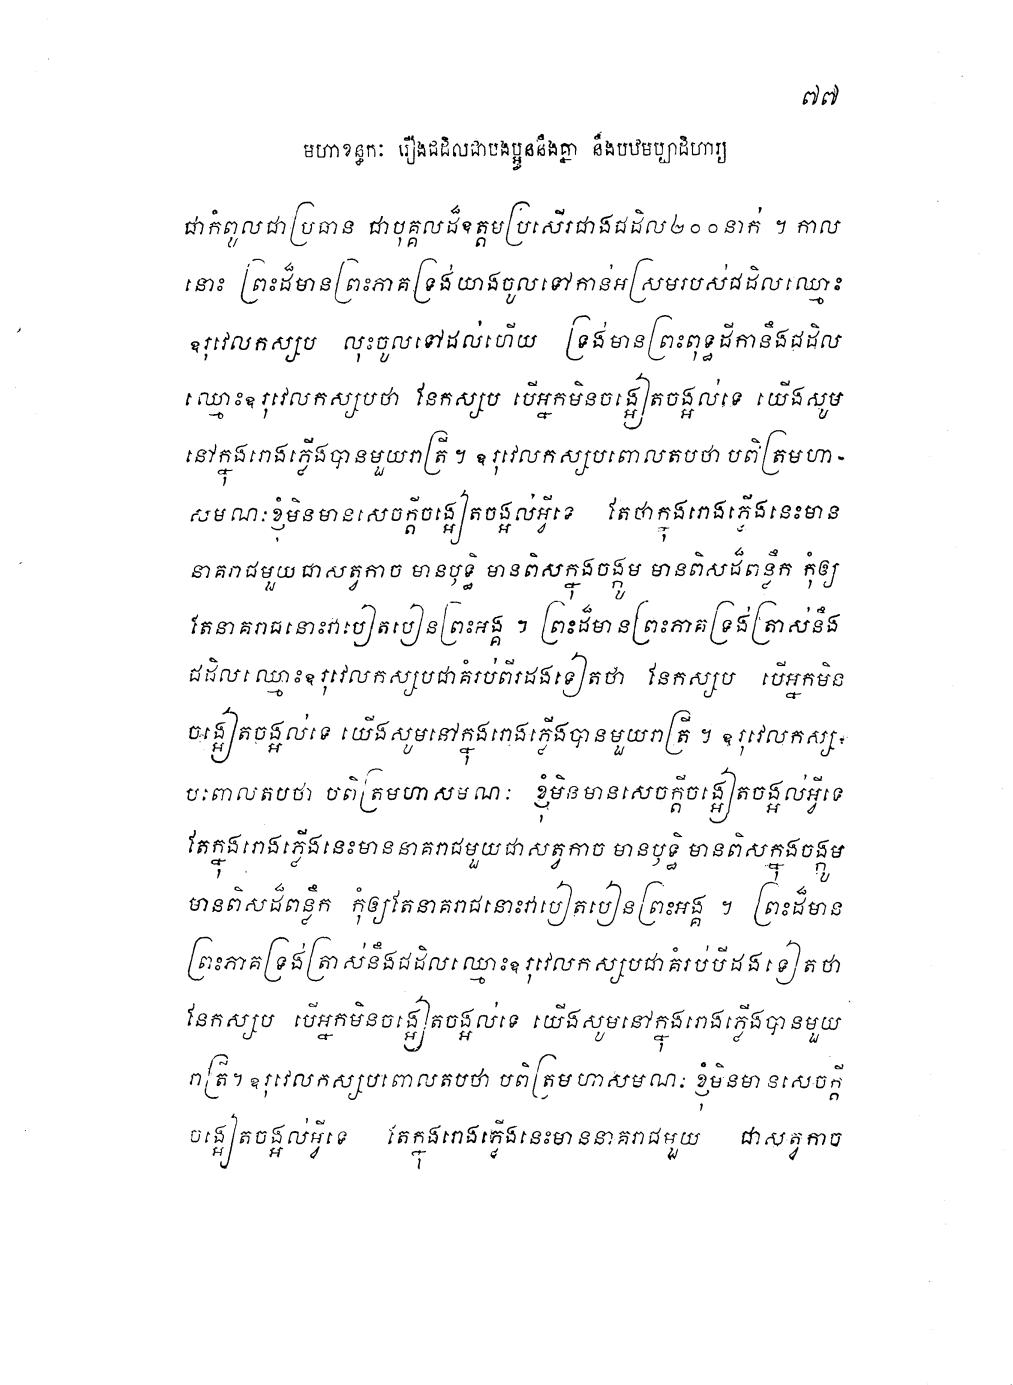 ៧៧
មហាខន្ធកៈ រឿងជដិលជាបងប្អូននឹងគ្នា នឹងបឋមប្បាដិហារ្យ
ជាកំពូលជាប្រធាន ជាបុគ្គលដ៏ឧត្តមប្រសើរជាងជដិល២០០នាក់ ។ កាល
នោះ ព្រះដ៏មានព្រះភាគទ្រង់យាងចូលទៅកាន់អស្រមរបស់ជដិលឈ្មោះ
ឧរុវេលកស្សប លុះចូលទៅដល់ហើយ ទ្រង់មានព្រះពុទ្ធដីកានឹងជដិល
ឈ្មោះឧរុវេលកស្សបថា នែកស្សប បើអ្នកមិនចង្អៀតចង្អល់ទេ យើងសូម
នៅក្នុងរោងភ្លើងបានមួយរាត្រី ។ ឧរុវេលកស្សបពោលតបថា បពិត្រមហា-
សមណៈខ្ញុំមិនមានសេចក្តីចង្អៀតចង្អល់អ្វីទេ តែថាក្នុងរោងភ្លើងនេះមាន
នាគរាជមួយជាសត្វកាច មានឫទ្ធិ មានពិសក្នុងចង្កូម មានពិសដ៏ពន្លឹក កុំឲ្យ
តែនាគរាជនោះវាបៀតបៀនព្រះអង្គ ។ ព្រះដ៏មានព្រះភាគទ្រង់ត្រាស់នឹង
ជដិលឈ្មោះឧរុវេលកស្សបជាគំរប់ពីរដងទៀតថា នែកស្សប បើអ្នកមិន
ចង្អៀតចង្អល់ទេ យើងសូមនៅក្នុងរោងភ្លើងបានមួយរាត្រី ។ ឧរុវេលកស្ស-
បៈពាលតបថា បពិត្រមហាសមណៈ ខ្ញុំមិនមានសេចក្តីចង្អៀតចង្អល់អ្វីទេ
តែក្នុងរោងភ្លើងនេះមាននាគរាជមួយជាសត្វកាច មានឫទ្ធិ មានពិសក្នុងចង្កូម
មានពិសដ៏ពន្លឹក កុំឲ្យតែនាគរាជនោះវាបៀតបៀនព្រះអង្គ ។ ព្រះដ៏មាន
ព្រះភាគទ្រង់ត្រាស់នឹងជដិលឈ្មោះឧរុវេលកស្សបជាគំរប់បីដងទៀតថា
នែកស្សប បើអ្នកមិនចង្អៀតចង្អល់ទេ យើងសូមនៅក្នុងរោងភ្លើងបានមួយ
រាត្រី។ ឧរុវេលកស្សបពោលតបថា បពិត្រមហាសមណៈ ខ្ញុំមិនមានសេចក្តី
ចង្អៀតចង្អល់អ្វីទេ តែក្នុងរោងភ្លើងនេះមាននាគរាជមួយ ជាសត្វកាច